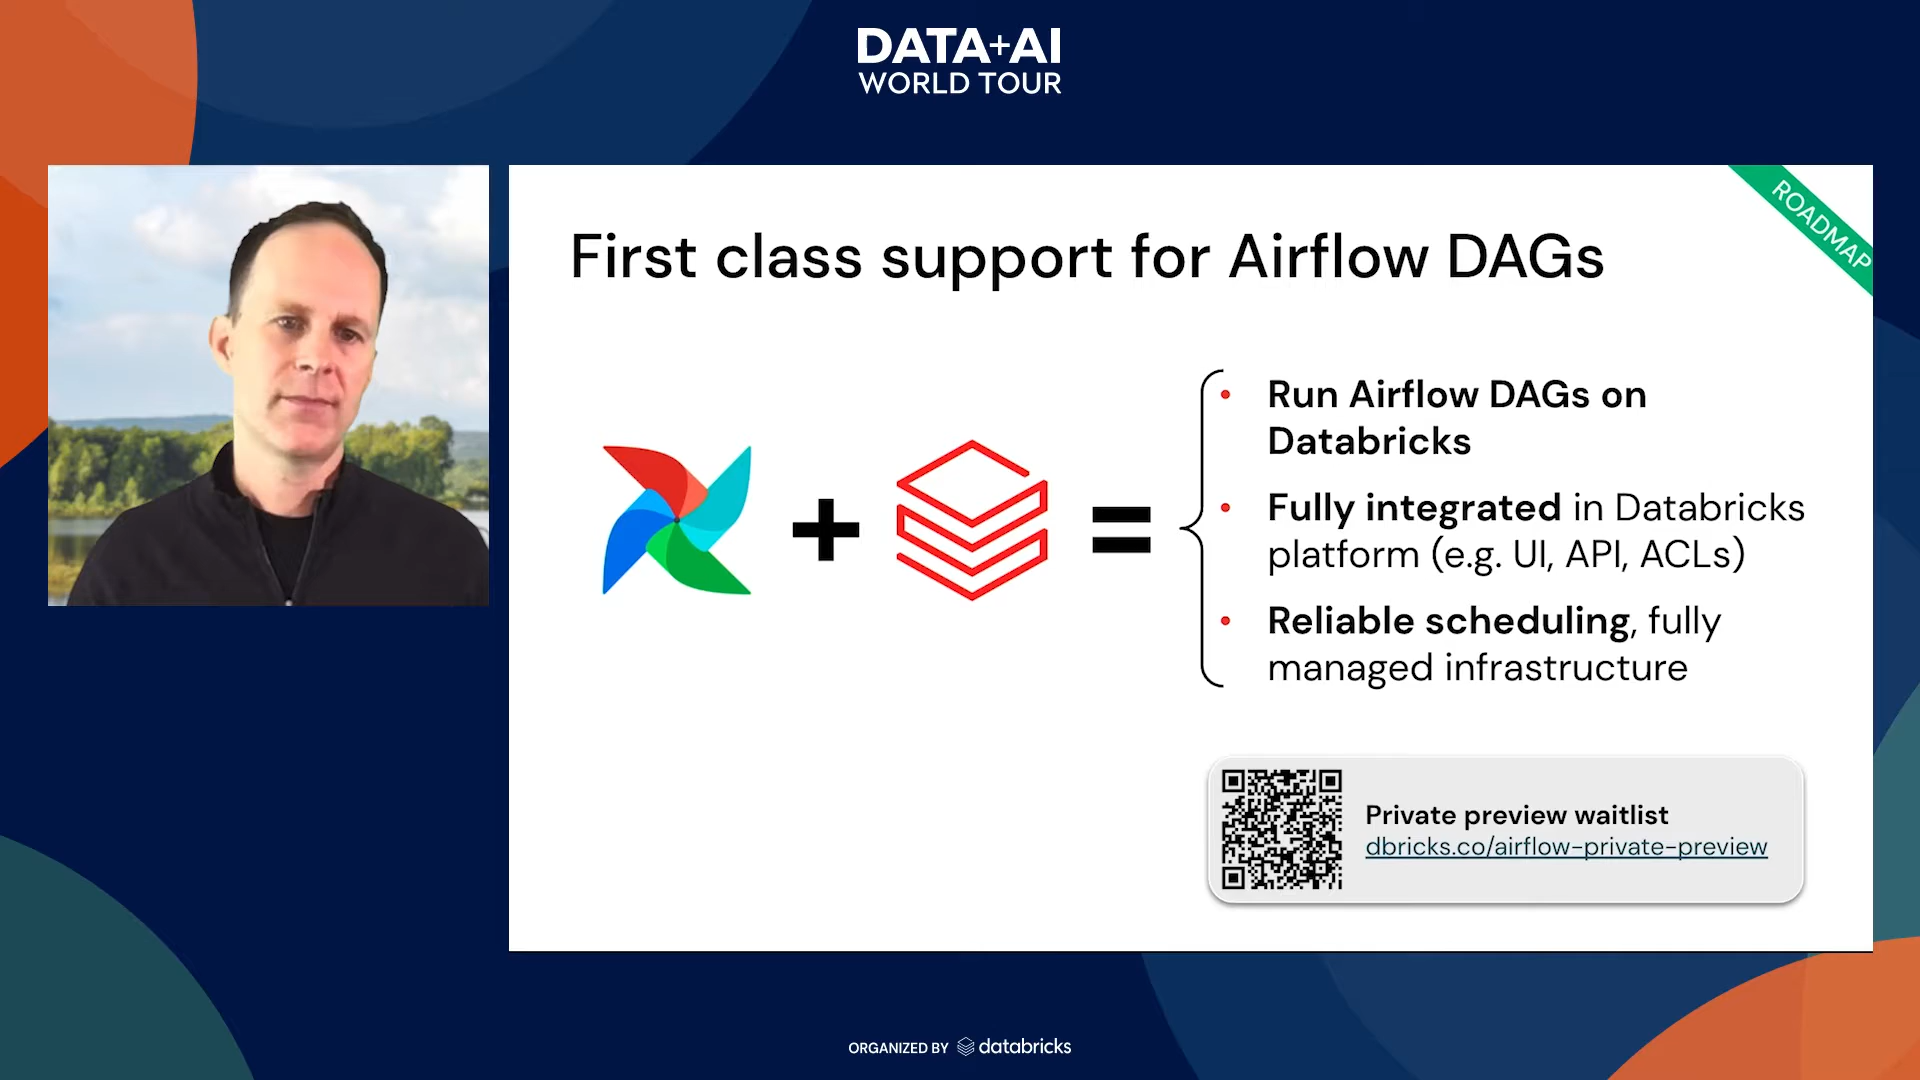 DATA+AI
WORLD TOUR
ROADMAP
First class support for Airflow DAGs
• Run Airflow DAGs on
Databricks
• Fully integrated in Databricks
platform (e.g. UI, API, ACLs)
• Reliable scheduling, fully
managed infrastructure
Private preview waitlist
dbricks.co/airflow-private-preview
ORGANIZED BY databricks